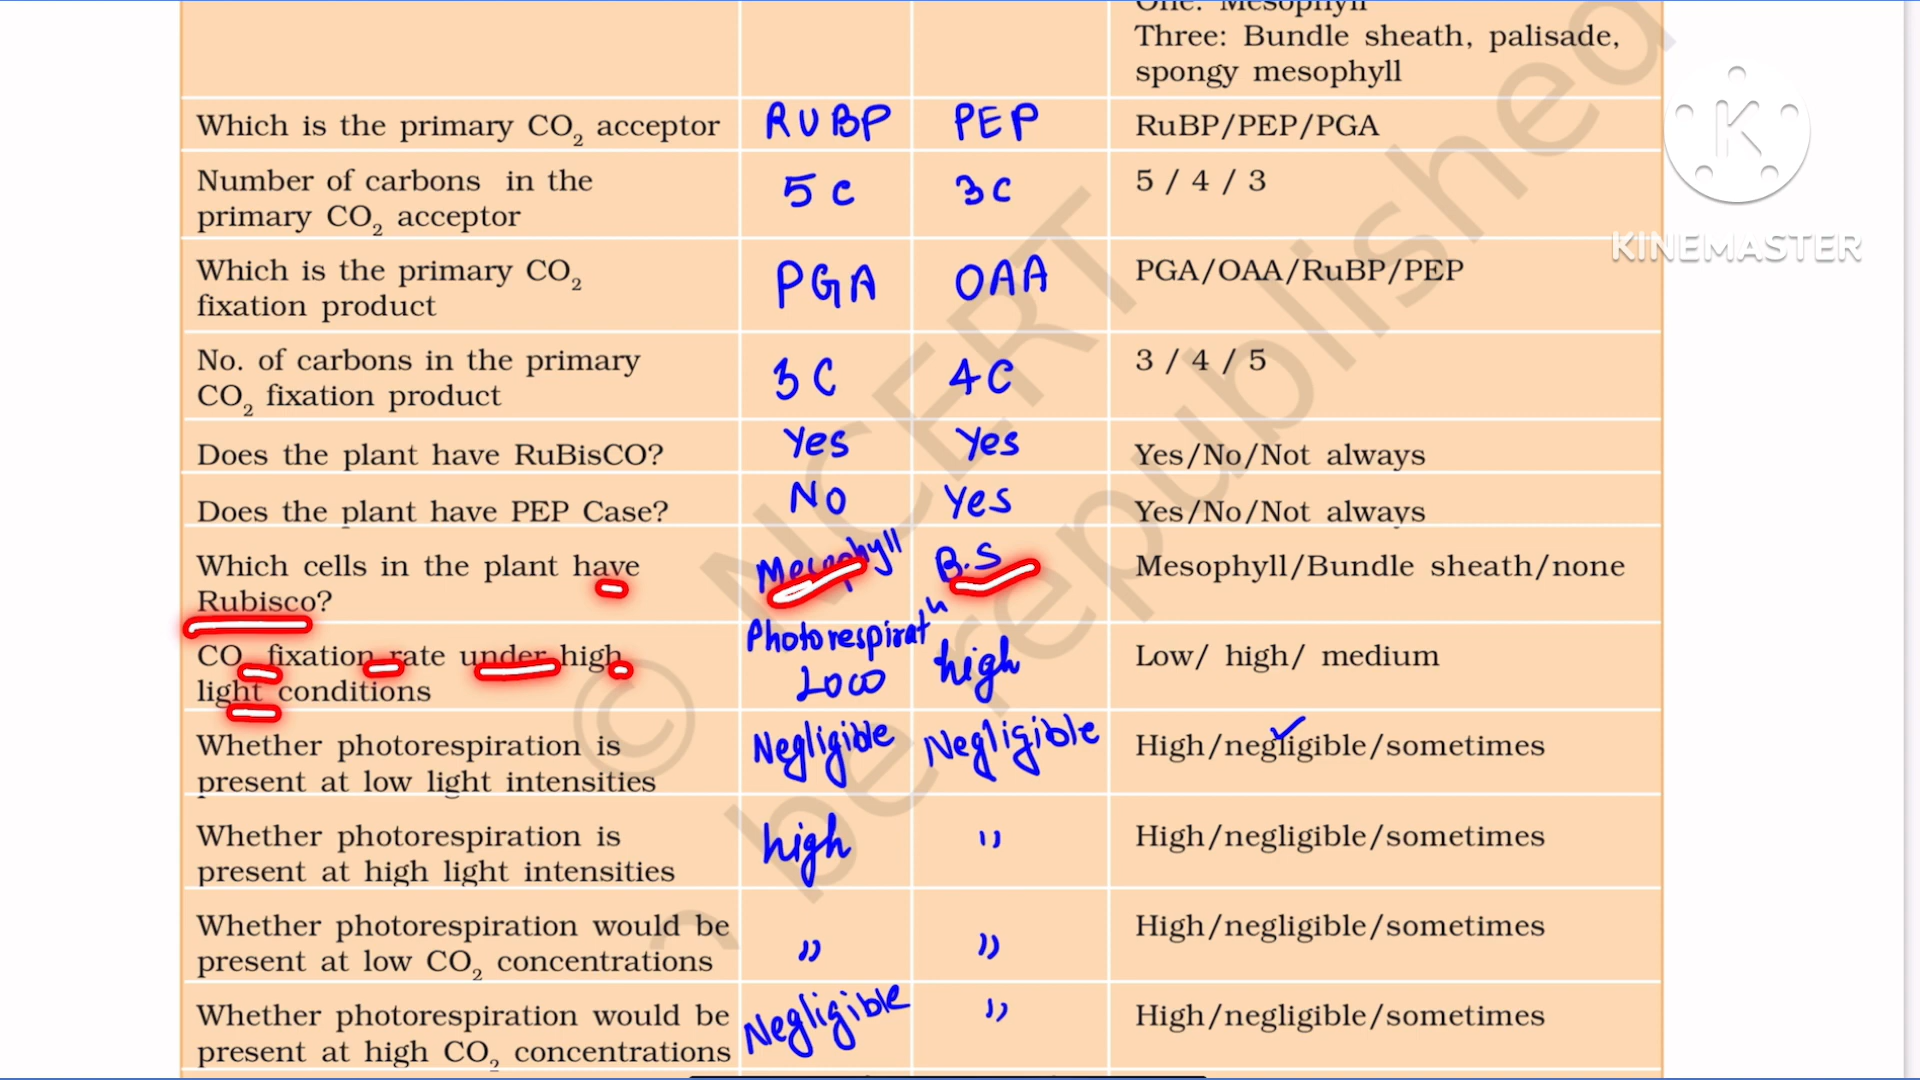 One: Mesophyll
Three: Bundle sheath, palisade,
spongy mesophyll
Which is the primary CO2 acceptor RUBP PEP RuBP/PEP/PGA
Number of carbons in the 5 C 3 C 5 / 4 / 3
primary CO2 acceptor
Which is the primary CO2 PGA OAA PGA/OAA/RuBP/PEP
fixation product
No. of carbons in the primary 3 C 4C 3 / 4 / 5
CO2 fixation product
Does the plant have RuBisCO? Yes Yes Yes/No/Not always
Does the plant have PEP Case? No Yes Yes/No/Not always
Which cells in the plant have Mesophyll B.S Mesophyll/Bundle sheath/none
Rubisco?
CO2 fixation rate under high Photorespiratn high Low/ high/ medium
light conditions Low
Whether photorespiration is Negligible Negligible High/negligible/sometimes
present at low light intensities
Whether photorespiration is high ,, High/negligible/sometimes
present at high light intensities
Whether photorespiration would be ,, ,, High/negligible/sometimes
present at low CO2 concentrations
Whether photorespiration would be Negligible ,, High/negligible/sometimes
present at high CO2 concentrations
© NCERT
be republished
K
KINEMASTER